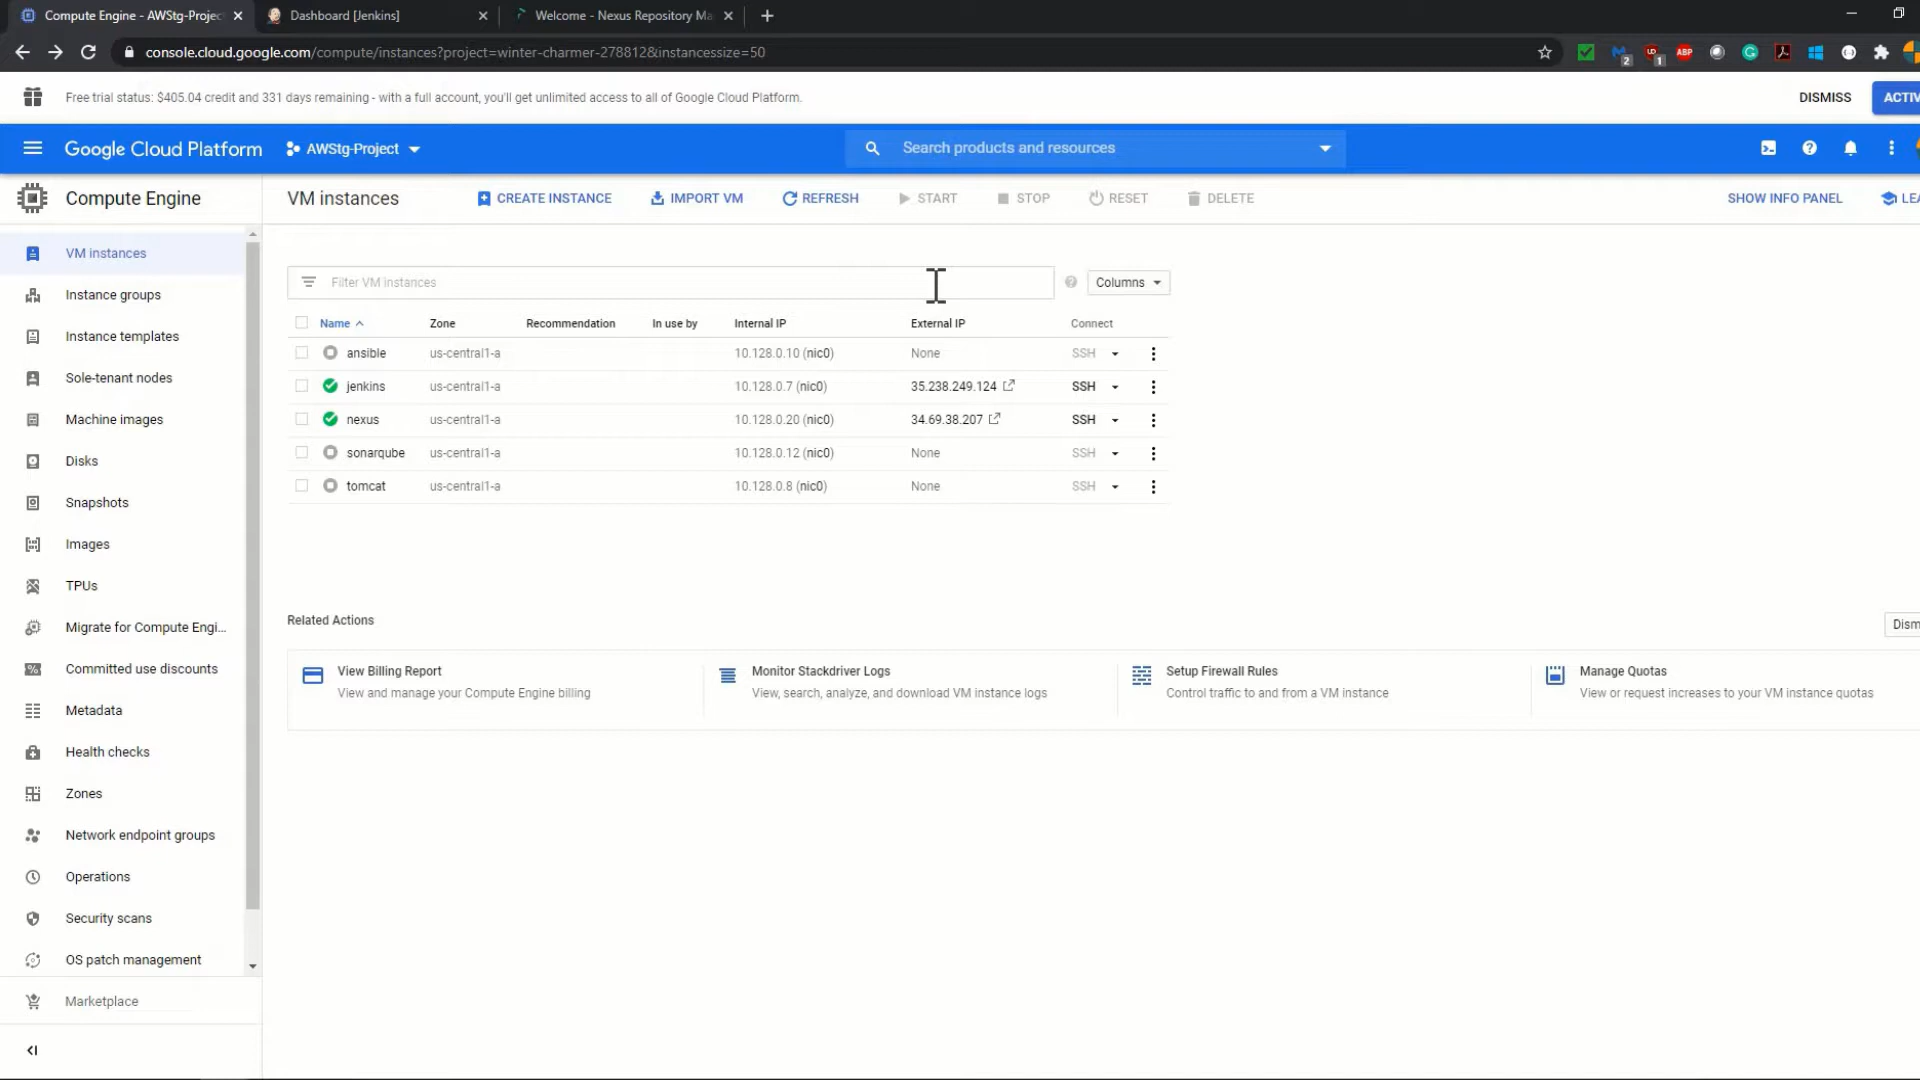 Compute Engine - AWStg-Projec
Dashboard [Jenkins]
Welcome - Nexus Repository Ma
console.cloud.google.com/compute/instances?project=winter-charmer-278812&instancessize=50
2
1
ABP
Free trial status: $405.04 credit and 331 days remaining - with a full account, you'll get unlimited access to all of Google Cloud Platform.
DISMISS
ACTIV
Google Cloud Platform
AWStg-Project
Search products and resources
Compute Engine
VM instances
CREATE INSTANCE
IMPORT VM
REFRESH
START
STOP
RESET
DELETE
SHOW INFO PANEL
LEA
VM instances
Instance groups
Instance templates
Sole-tenant nodes
Machine images
Disks
Snapshots
Images
TPUs
Migrate for Compute Engi...
Committed use discounts
Metadata
Health checks
Zones
Network endpoint groups
Operations
Security scans
OS patch management
Marketplace
Filter VM instances
Columns
Name Zone Recommendation In use by Internal IP External IP Connect
ansible us-central1-a 10.128.0.10 (nic0) None SSH
jenkins us-central1-a 10.128.0.7 (nic0) 35.238.249.124 SSH
nexus us-central1-a 10.128.0.20 (nic0) 34.69.38.207 SSH
sonarqube us-central1-a 10.128.0.12 (nic0) None SSH
tomcat us-central1-a 10.128.0.8 (nic0) None SSH
Related Actions
Dism
View Billing Report
View and manage your Compute Engine billing
Monitor Stackdriver Logs
View, search, analyze, and download VM instance logs
Setup Firewall Rules
Control traffic to and from a VM instance
Manage Quotas
View or request increases to your VM instance quotas